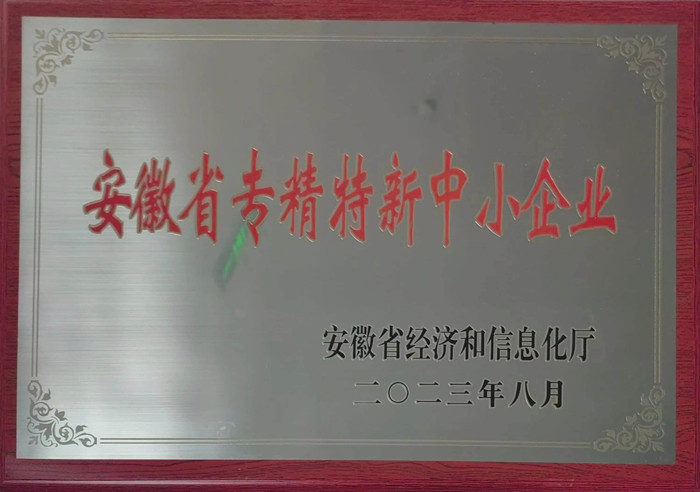 安徽省专精特新中小企业
安徽省经济和信息化厅
二〇二三年八月